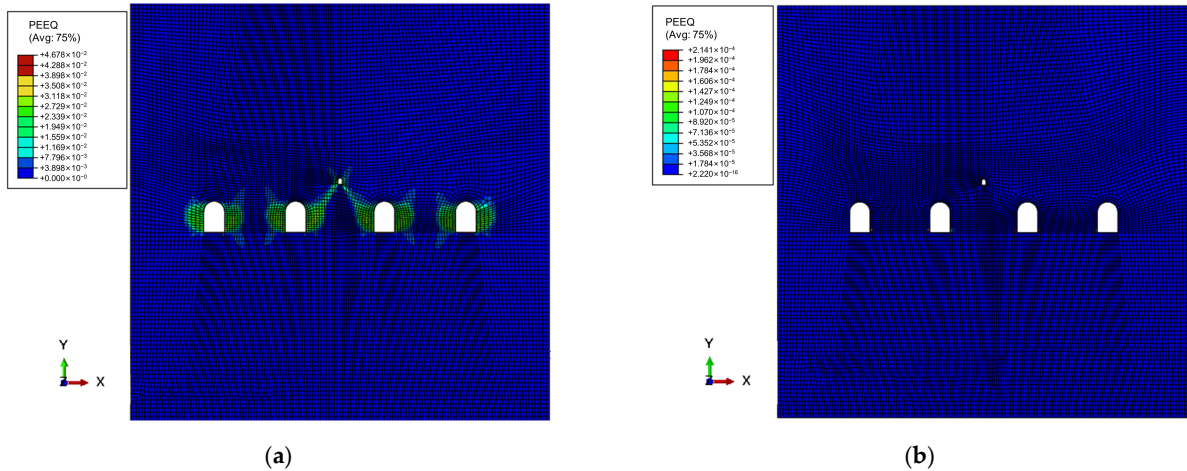 PEEQ
(Avg: 75%)
+4.678×10⁻²
+4.288×10⁻²
+3.898×10⁻²
+3.508×10⁻²
+3.118×10⁻²
+2.729×10⁻²
+2.339×10⁻²
+1.949×10⁻²
+1.559×10⁻²
+1.169×10⁻²
+7.796×10⁻³
+3.898×10⁻³
+0.000×10⁻⁰
Y
Z
X
(a)
PEEQ
(Avg: 75%)
+2.141×10⁻⁴
+1.962×10⁻⁴
+1.784×10⁻⁴
+1.606×10⁻⁴
+1.427×10⁻⁴
+1.249×10⁻⁴
+1.070×10⁻⁴
+8.920×10⁻⁵
+7.136×10⁻⁵
+5.352×10⁻⁵
+3.568×10⁻⁵
+1.784×10⁻⁵
+2.220×10⁻¹⁶
Y
Z
X
(b)